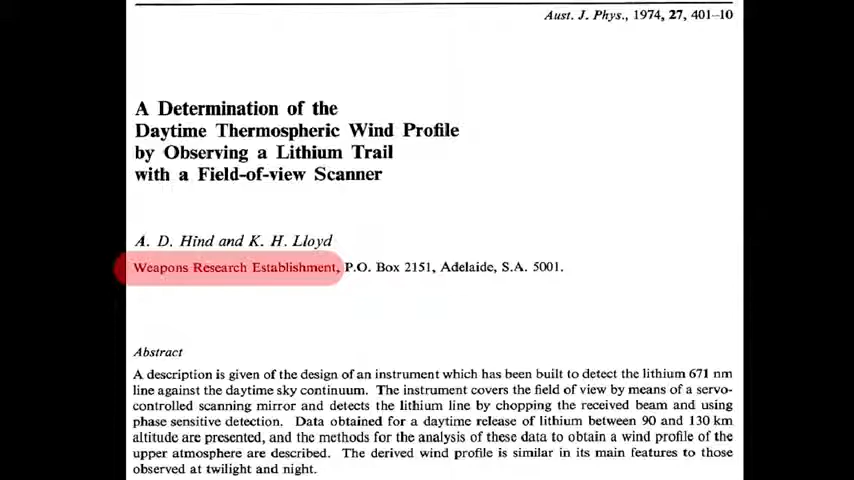 Aust. J. Phys., 1974, 27, 401–10
A Determination of the
Daytime Thermospheric Wind Profile
by Observing a Lithium Trail
with a Field-of-view Scanner
A. D. Hind and K. H. Lloyd
Weapons Research Establishment, P.O. Box 2151, Adelaide, S.A. 5001.
Abstract
A description is given of the design of an instrument which has been built to detect the lithium 671 nm
line against the daytime sky continuum. The instrument covers the field of view by means of a servo-
controlled scanning mirror and detects the lithium line by chopping the received beam and using
phase sensitive detection. Data obtained for a daytime release of lithium between 90 and 130 km
altitude are presented, and the methods for the analysis of these data to obtain a wind profile of the
upper atmosphere are described. The derived wind profile is similar in its main features to those
observed at twilight and night.